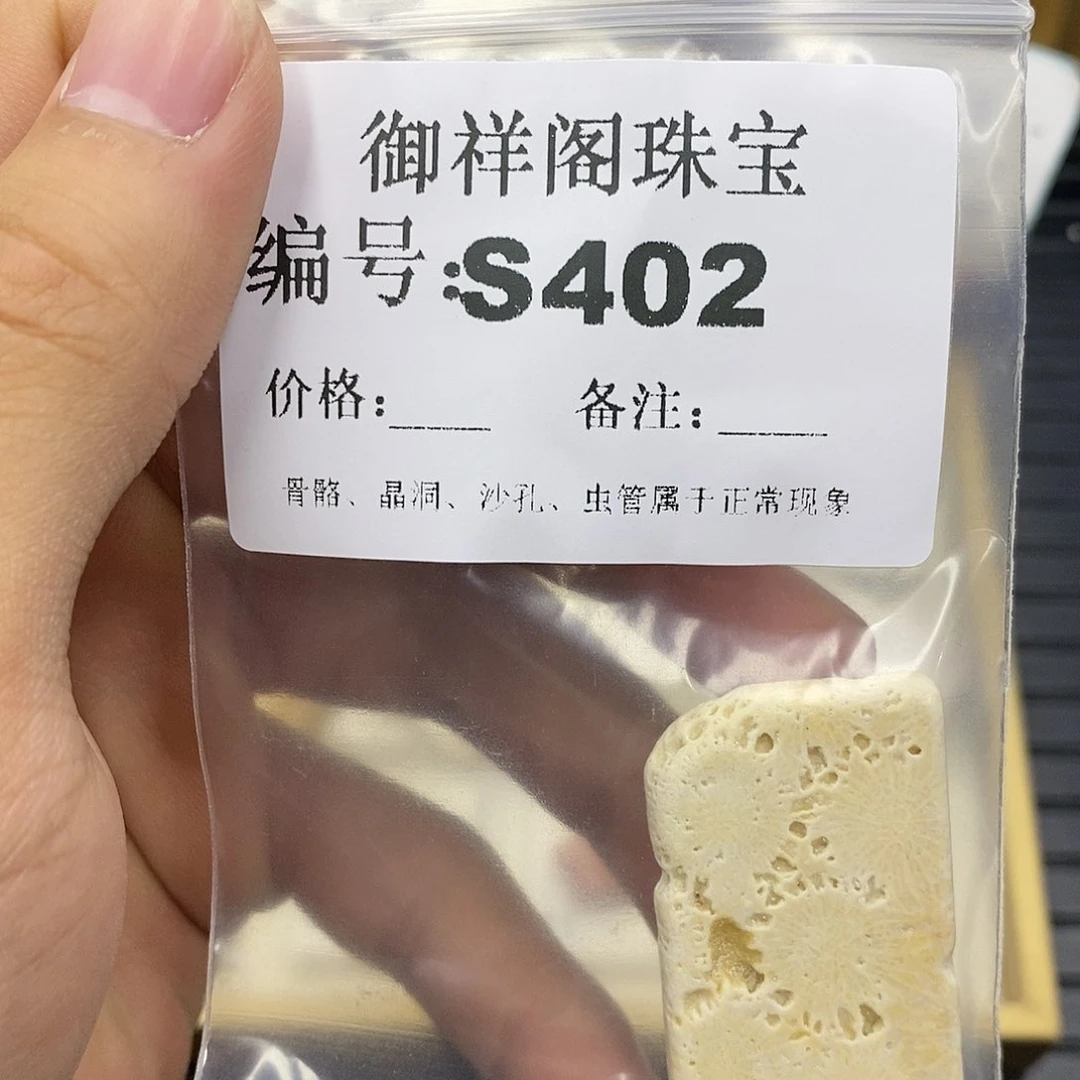 御祥阁珠宝
编号:S402
价格:____ 备注:____
骨骼、晶洞、沙孔、虫管属于正常现象